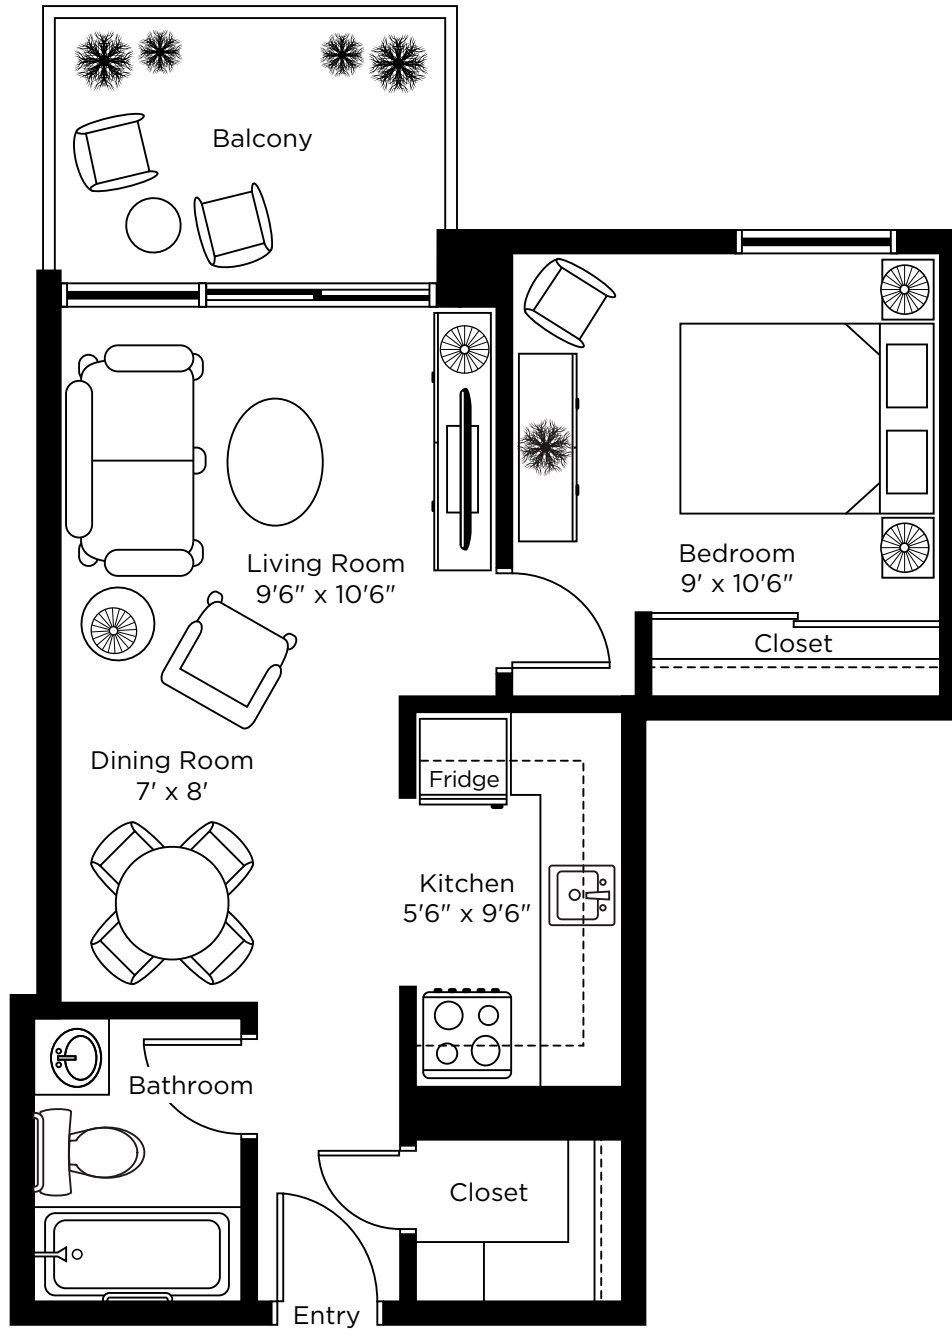 Balcony
Living Room
9'6" x 10'6"
Bedroom
9' x 10'6"
Closet
Dining Room
7' x 8'
Fridge
Kitchen
5'6" x 9'6"
Bathroom
Closet
Entry